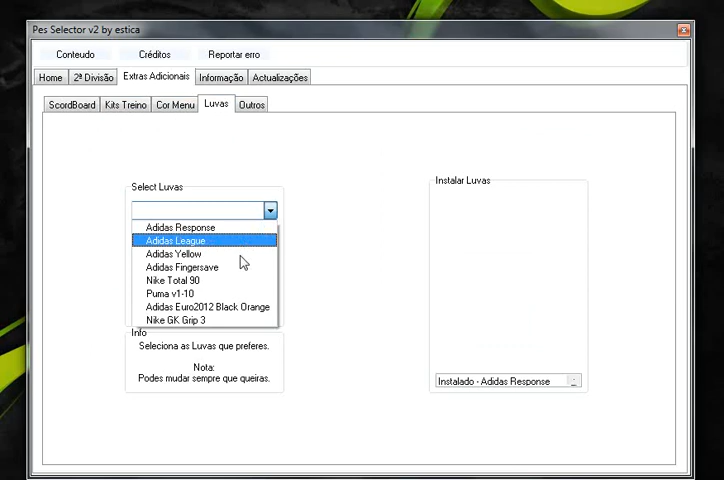 Pes Selector v2 by estica
Conteudo Créditos Reportar erro
Home 2ª Divisão Extras Adicionais Informação Actualizações
ScordBoard Kits Treino Cor Menu Luvas Outros
Select Luvas
Adidas Response
Adidas League
Adidas Yellow
Adidas Fingersave
Nike Total 90
Puma v1-10
Adidas Euro2012 Black Orange
Nike GK Grip 3
Info
Seleciona as Luvas que preferes.
Nota:
Podes mudar sempre que queiras.
Instalar Luvas
Instalado - Adidas Response